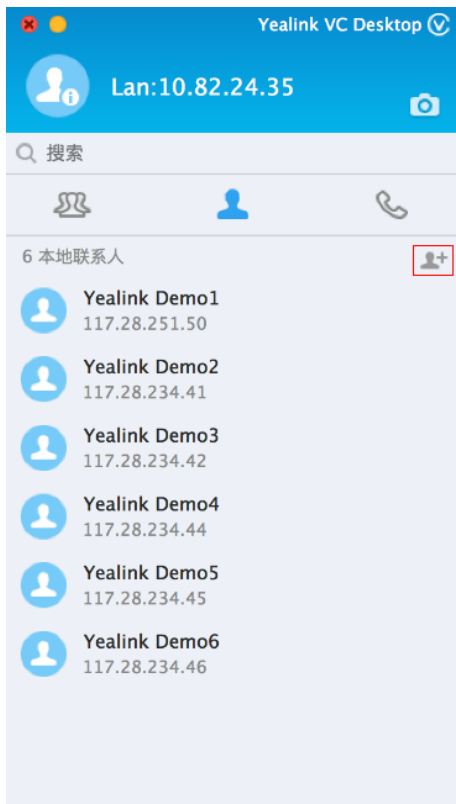 Yealink VC Desktop
Lan:10.82.24.35
搜索
6 本地联系人
Yealink Demo1
117.28.251.50
Yealink Demo2
117.28.234.41
Yealink Demo3
117.28.234.42
Yealink Demo4
117.28.234.44
Yealink Demo5
117.28.234.45
Yealink Demo6
117.28.234.46